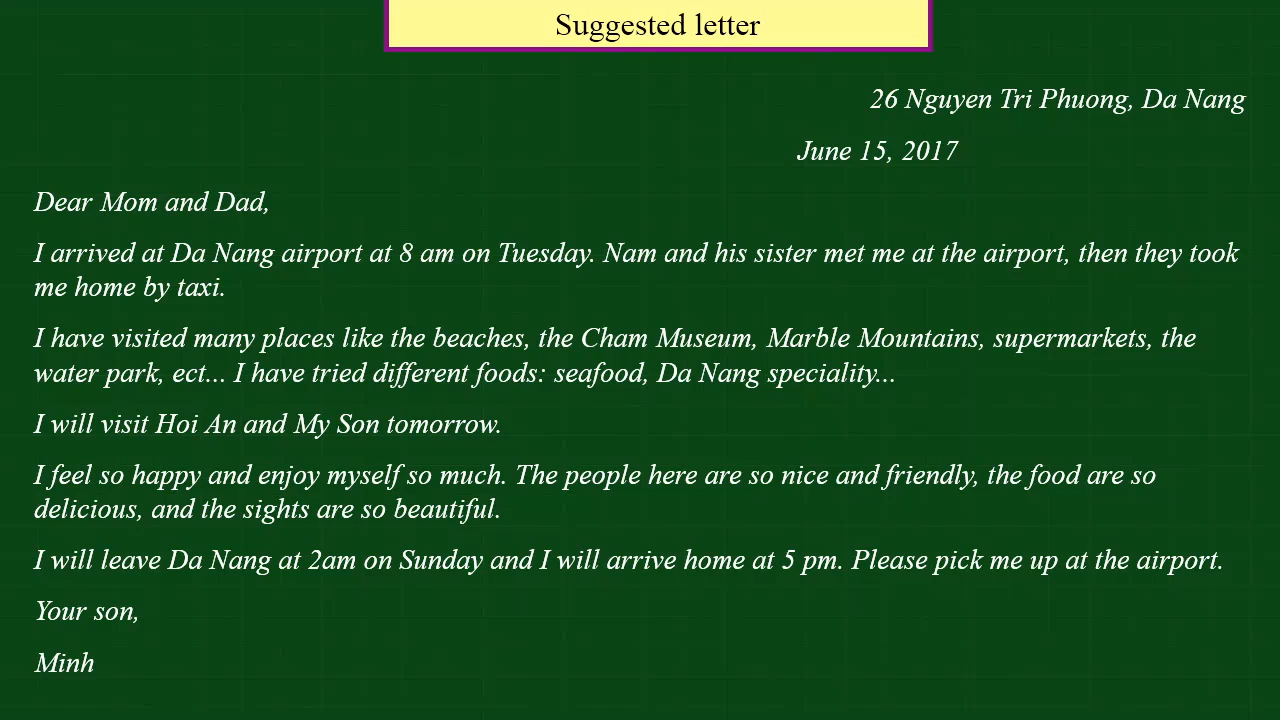 Suggested letter
26 Nguyen Tri Phuong, Da Nang
June 15, 2017
Dear Mom and Dad,
I arrived at Da Nang airport at 8 am on Tuesday. Nam and his sister met me at the airport, then they took
me home by taxi.
I have visited many places like the beaches, the Cham Museum, Marble Mountains, supermarkets, the
water park, ect... I have tried different foods: seafood, Da Nang speciality...
I will visit Hoi An and My Son tomorrow.
I feel so happy and enjoy myself so much. The people here are so nice and friendly, the food are so
delicious, and the sights are so beautiful.
I will leave Da Nang at 2am on Sunday and I will arrive home at 5 pm. Please pick me up at the airport.
Your son,
Minh